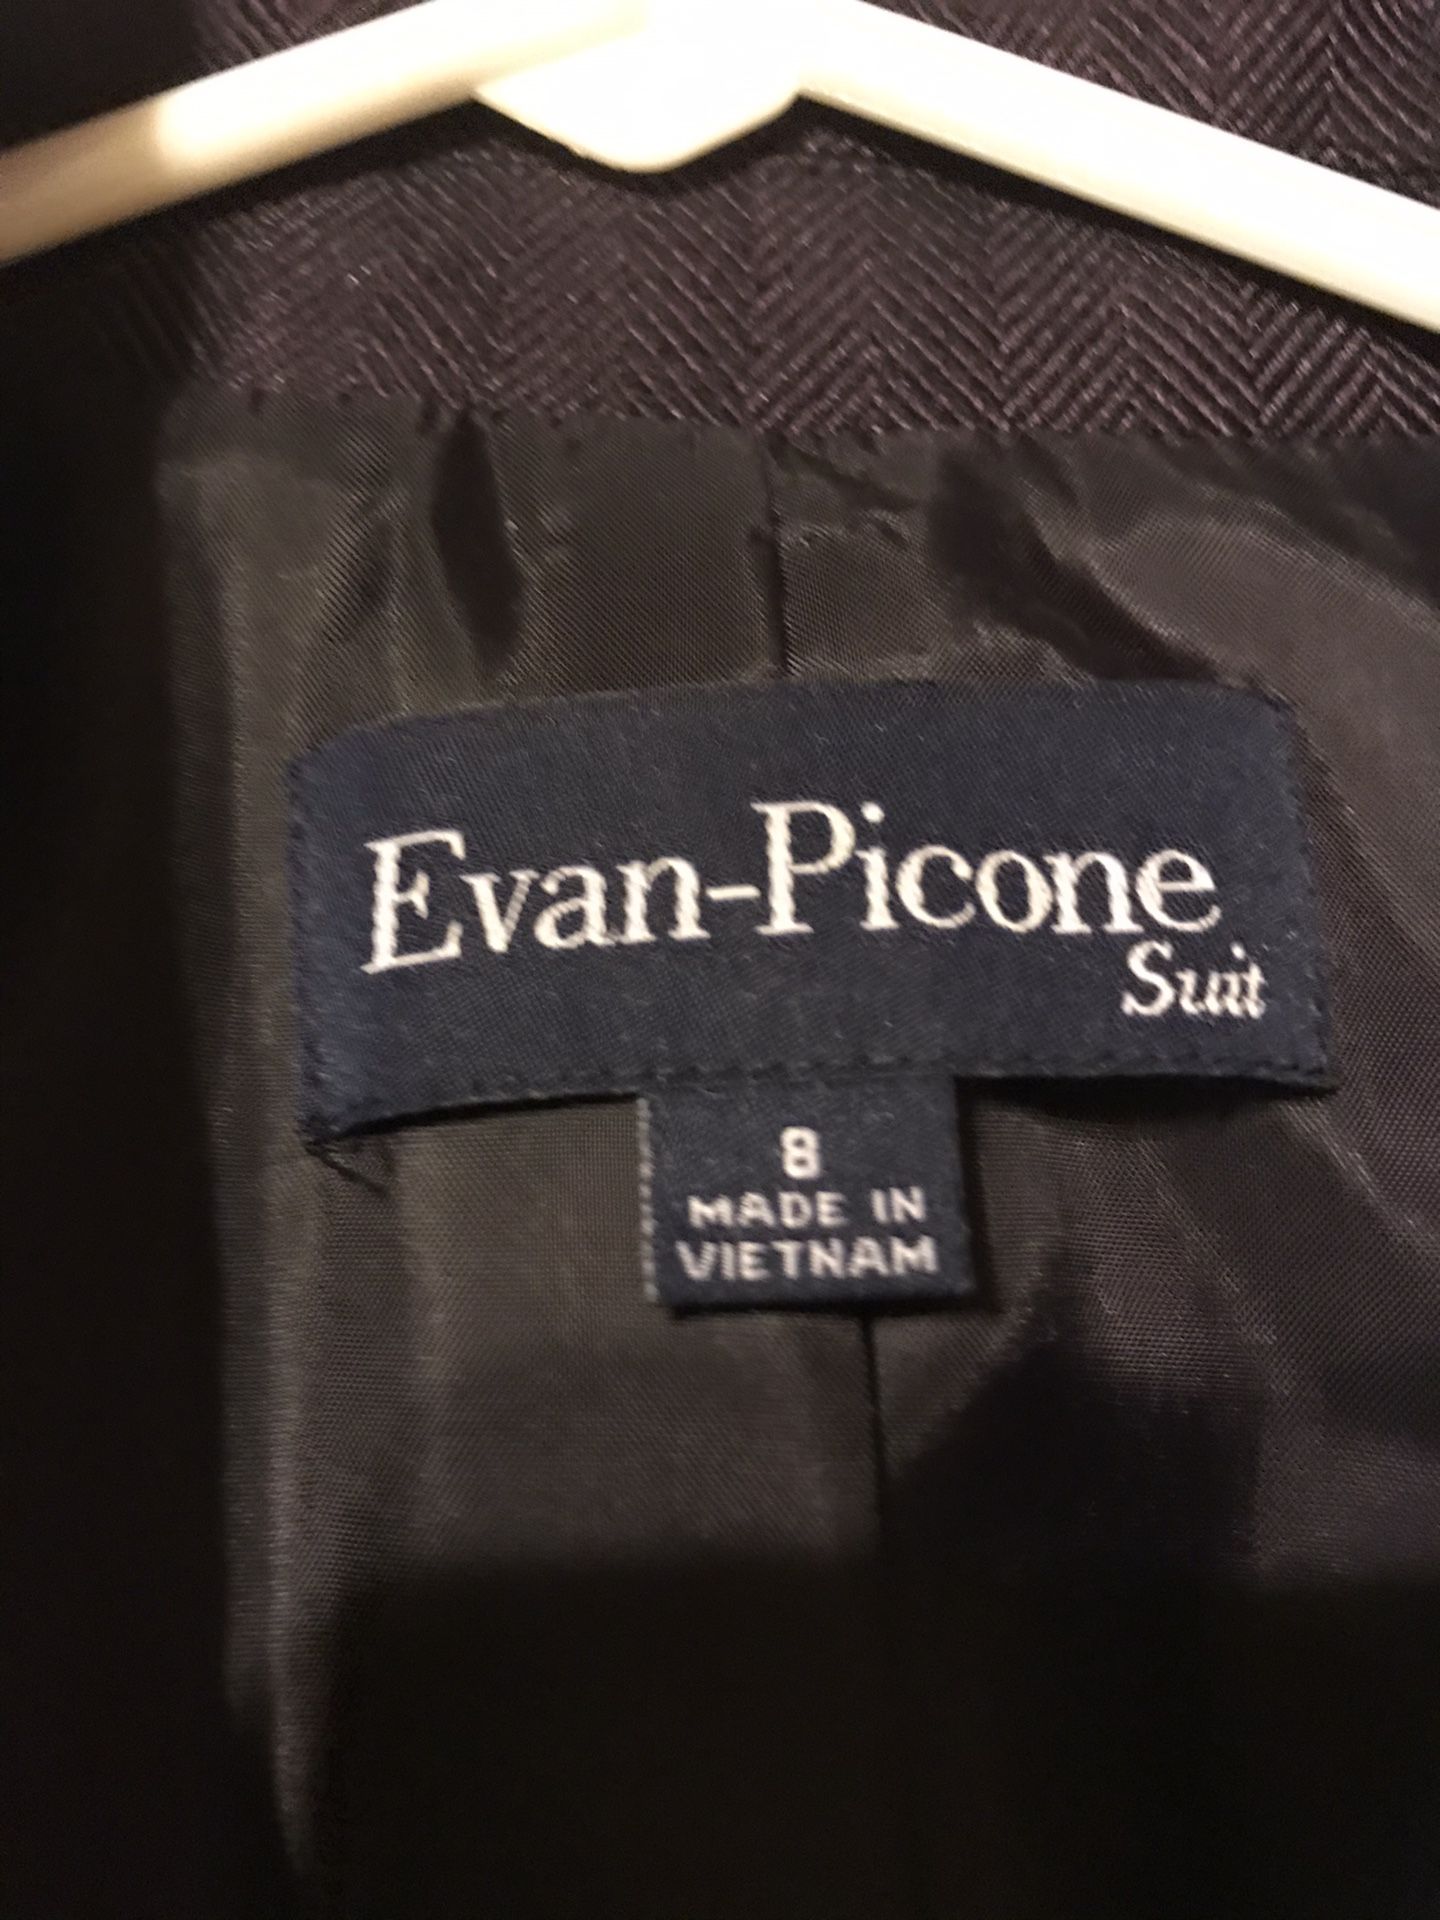 Evan-Picone
Suit
8
MADE IN
VIETNAM